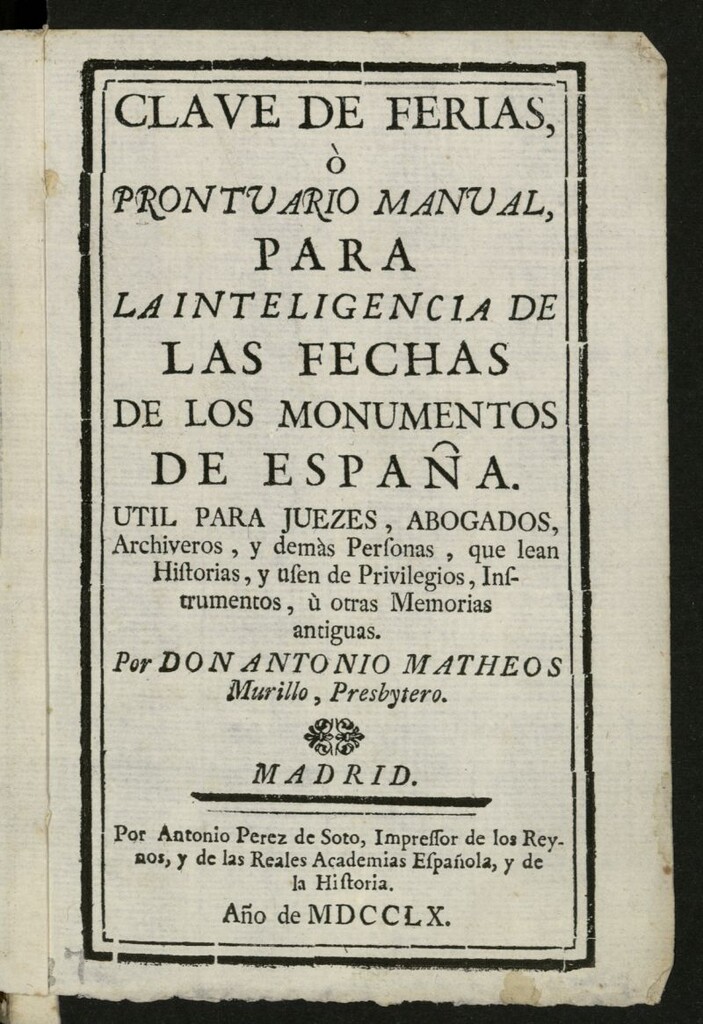 CLAVE DE FERIAS,
Ò
PRONTVARIO MANVAL,
PARA
LA INTELIGENCIA DE
LAS FECHAS
DE LOS MONUMENTOS
DE ESPAÑA.
UTIL PARA JUEZES, ABOGADOS,
Archiveros, y demàs Perſonas, que lean
Hiſtorias, y uſen de Privilegios, Inſ-
trumentos, ù otras Memorias
antiguas.
Por DON ANTONIO MATHEOS
Murillo, Presbytero.
MADRID.
Por Antonio Perez de Soto, Impreſſor de los Rey-
nos, y de las Reales Academias Eſpañola, y de
la Hiſtoria.
Año de MDCCLX.